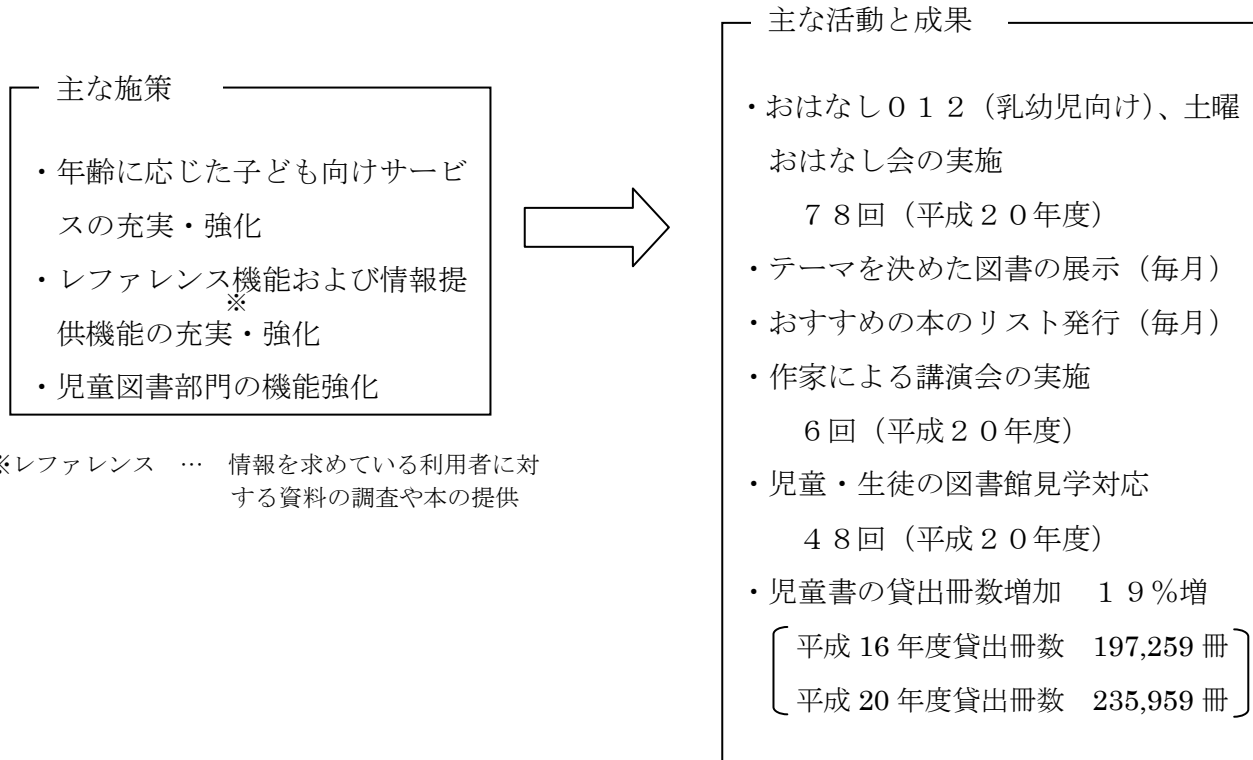 主な施策
・年齢に応じた子ども向けサービ
スの充実・強化
・レファレンス機能および情報提
※
供機能の充実・強化
・児童図書部門の機能強化
※レファレンス　…　情報を求めている利用者に対
する資料の調査や本の提供
主な活動と成果
・おはなし０１２（乳幼児向け）、土曜
おはなし会の実施
７８回（平成２０年度）
・テーマを決めた図書の展示（毎月）
・おすすめの本のリスト発行（毎月）
・作家による講演会の実施
６回（平成２０年度）
・児童・生徒の図書館見学対応
４８回（平成２０年度）
・児童書の貸出冊数増加　１９％増
平成 16 年度貸出冊数　197,259 冊
平成 20 年度貸出冊数　235,959 冊